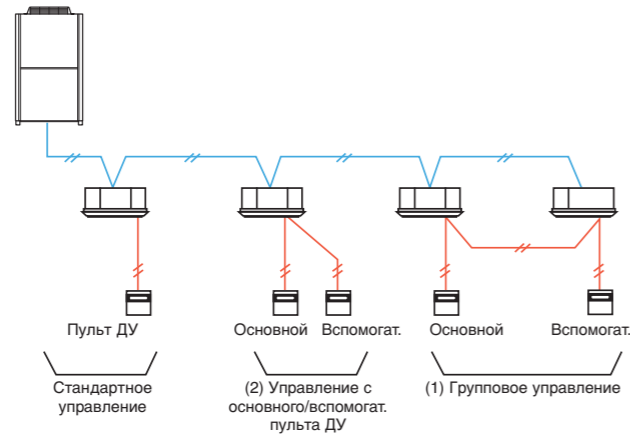 Пульт ДУ
Основной Вспомогат.
Основной Вспомогат.
Стандартное
управление
(2) Управление с
основного/вспомогат.
пульта ДУ
(1) Групповое управление